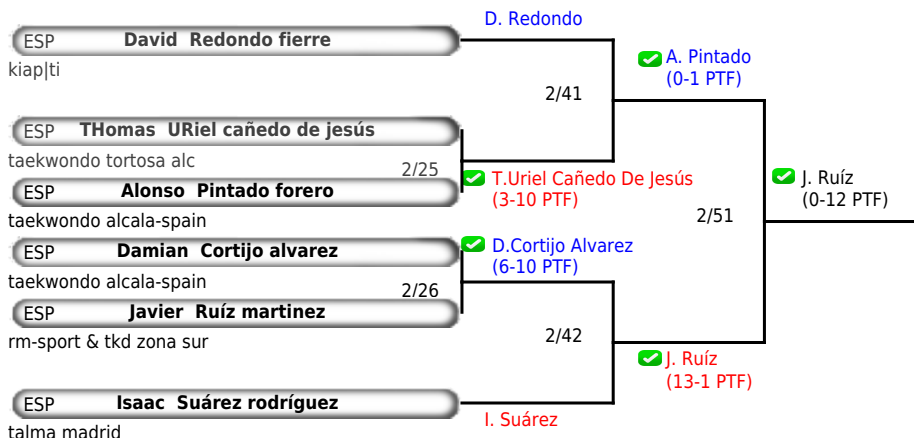 D. Redondo
ESP David Redondo fierre
kiap|ti
A. Pintado
(0-1 PTF)
2/41
ESP THomas URiel cañedo de jesús
taekwondo tortosa alc
2/25
ESP Alonso Pintado forero
taekwondo alcala-spain
T.Uriel Cañedo De Jesús
(3-10 PTF)
J. Ruíz
(0-12 PTF)
2/51
ESP Damian Cortijo alvarez
taekwondo alcala-spain
D.Cortijo Alvarez
(6-10 PTF)
2/26
ESP Javier Ruíz martinez
rm-sport & tkd zona sur
2/42
J. Ruíz
(13-1 PTF)
ESP Isaac Suárez rodríguez
talma madrid
I. Suárez